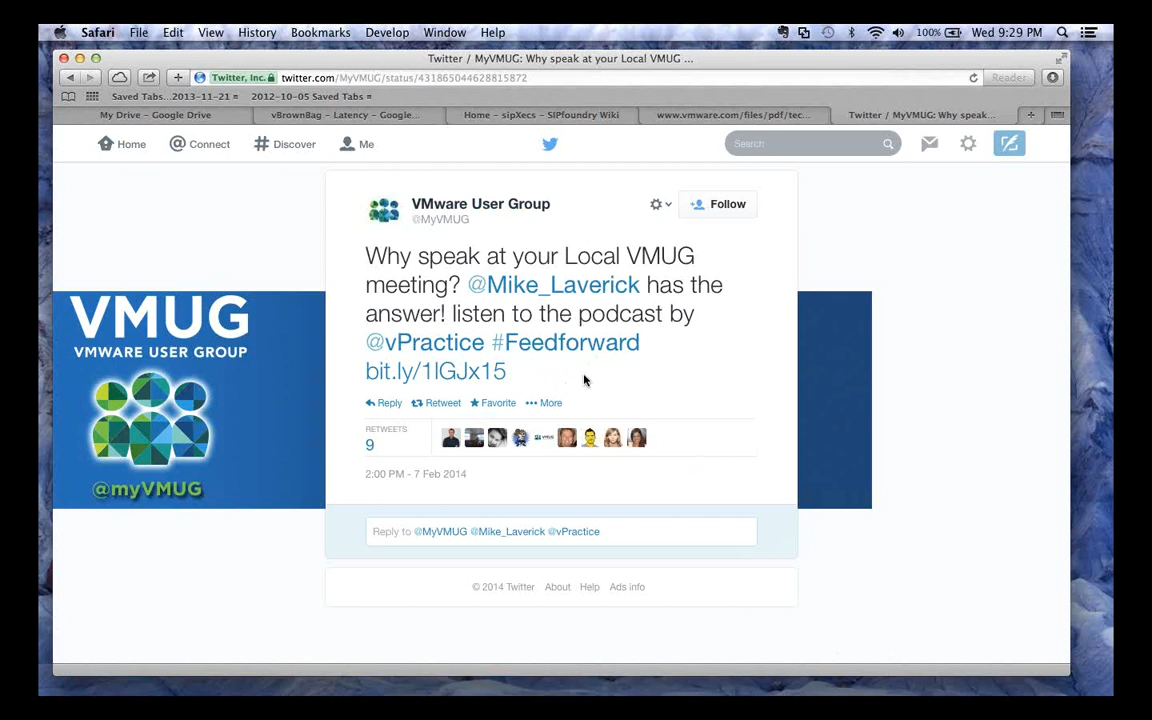 Safari File Edit View History Bookmarks Develop Window Help 100% Wed 9:29 PM
Twitter / MyVMUG: Why speak at your Local VMUG ...
Twitter, Inc. twitter.com/MyVMUG/status/431865044628815872 Reader
Saved Tabs...2013-11-21 2012-10-05 Saved Tabs
My Drive – Google Drive vBrownBag - Latency - Google... Home - sipXecs - SIPfoundry Wiki www.vmware.com/files/pdf/tec... Twitter / MyVMUG: Why speak... +
Home Connect Discover Me Search
VMware User Group
@MyVMUG
Follow
Why speak at your Local VMUG
meeting? @Mike_Laverick has the
answer! listen to the podcast by
@vPractice #Feedforward
bit.ly/1lGJx15
Reply Retweet Favorite More
RETWEETS
9
2:00 PM - 7 Feb 2014
Reply to @MyVMUG @Mike_Laverick @vPractice
© 2014 Twitter About Help Ads info
VMUG
VMWARE USER GROUP
@myVMUG